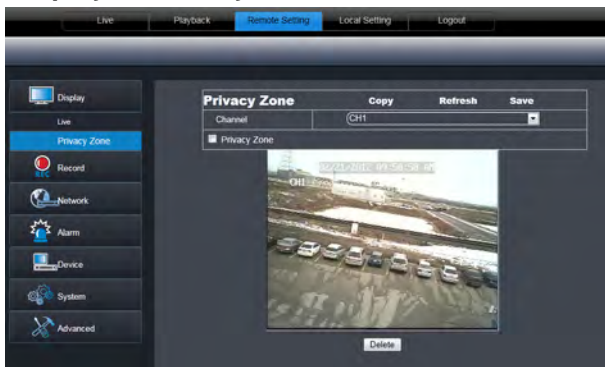 Live Playback Remote Setting Local Setting Logout
Display
Live
Privacy Zone
Record
Network
Alarm
Device
System
Advanced
Privacy Zone Copy Refresh Save
Channel CH1
Privacy Zone
CH1
Delete